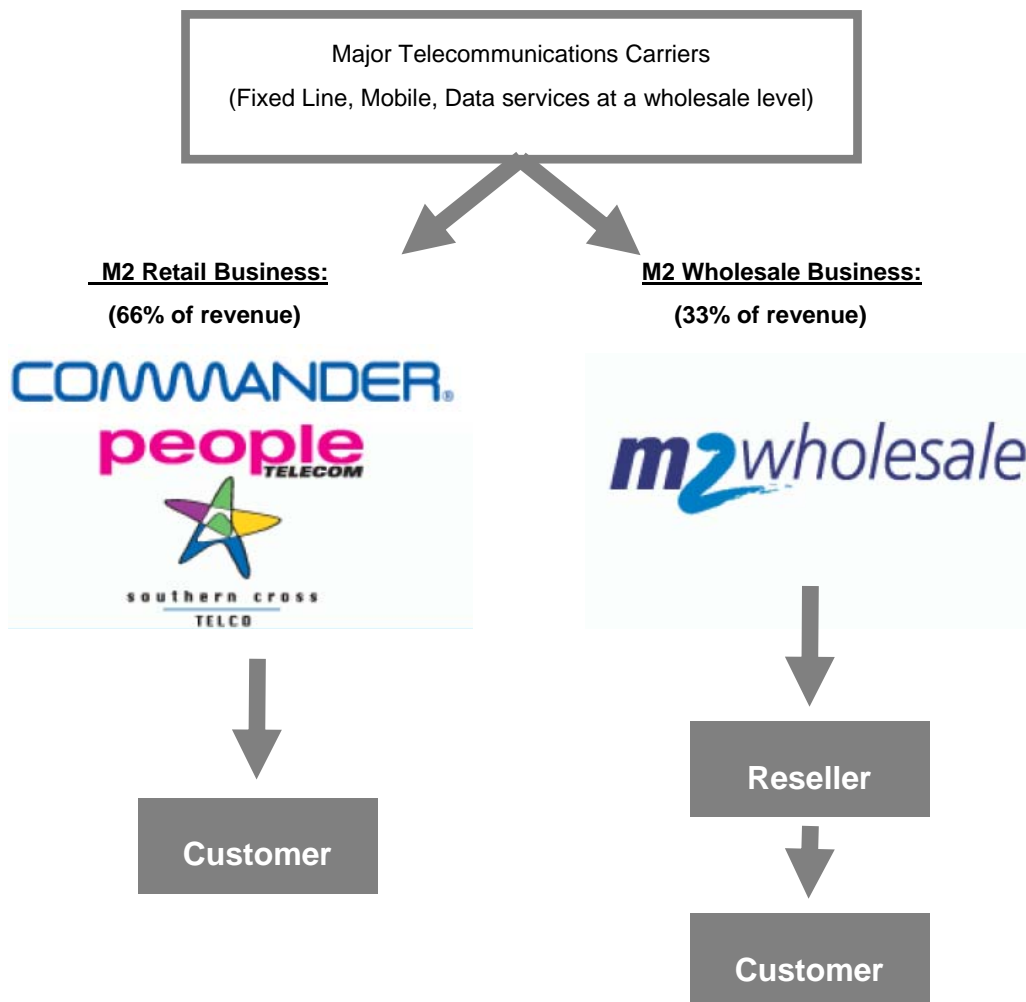 Major Telecommunications Carriers
(Fixed Line, Mobile, Data services at a wholesale level)
M2 Retail Business:
(66% of revenue)
COMMANDER®
people
TELECOM
southern cross
TELCO
Customer
M2 Wholesale Business:
(33% of revenue)
m2wholesale
Reseller
Customer